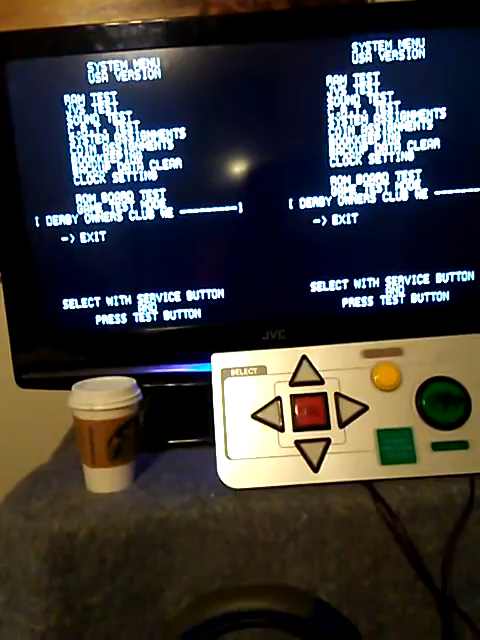 SYSTEM MENU
USA VERSION
RAM TEST
JVS TEST
SOUND TEST
SYSTEM ASSIGNMENTS
COIN ASSIGNMENTS
BOOKKEEPING
BACKUP DATA CLEAR
CLOCK SETTING
ROM BOARD TEST
GAME TEST MODE
[ DERBY OWNERS CLUB WE ----------]
-> EXIT
SELECT WITH SERVICE BUTTON
AND
PRESS TEST BUTTON
SYSTEM MENU
USA VERSION
RAM TEST
JVS TEST
SOUND TEST
SYSTEM ASSIGNMENTS
COIN ASSIGNMENTS
BOOKKEEPING
BACKUP DATA CLEAR
CLOCK SETTING
ROM BOARD TEST
GAME TEST MODE
[ DERBY OWNERS CLUB WE --------
-> EXIT
SELECT WITH SERVICE BUTTON
AND
PRESS TEST BUTTON
JVC
SELECT